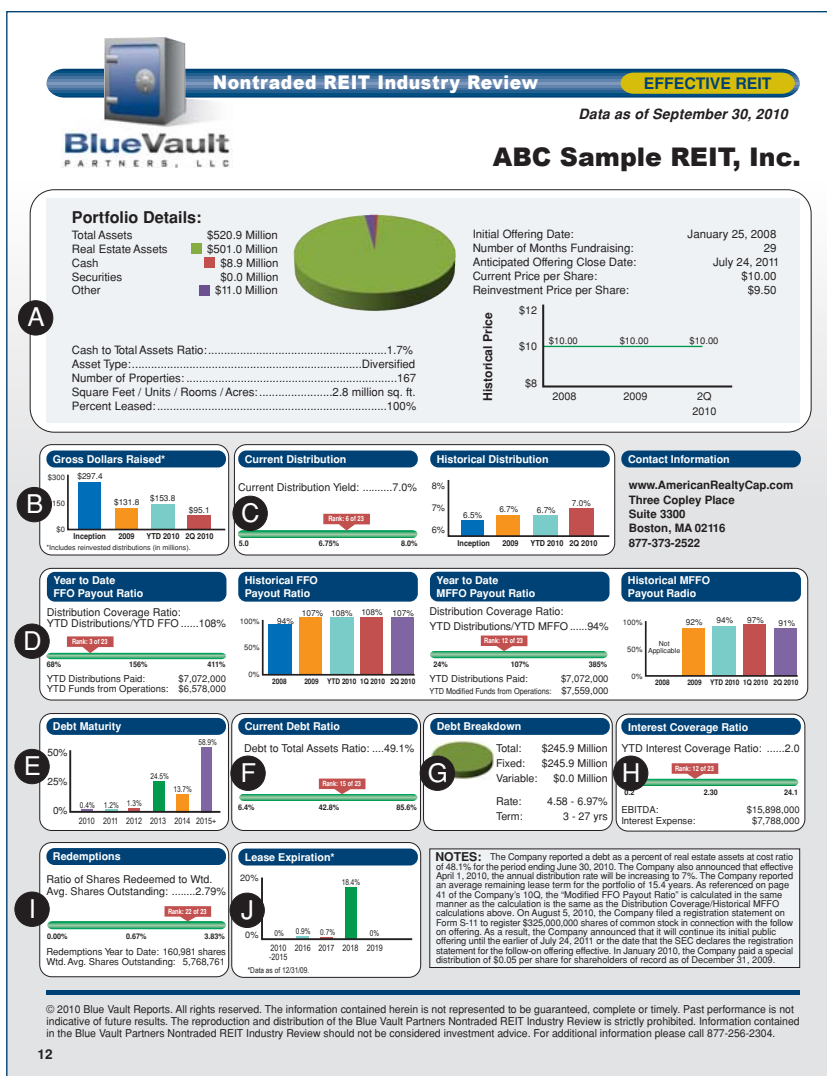 Nontraded REIT Industry Review
EFFECTIVE REIT
Data as of September 30, 2010
BlueVault
PARTNERS, LLC
ABC Sample REIT, Inc.
A
Portfolio Details:
Total Assets $520.9 Million
Real Estate Assets $501.0 Million
Cash $8.9 Million
Securities $0.0 Million
Other $11.0 Million
Cash to Total Assets Ratio:......1.7%
Asset Type:......Diversified
Number of Properties:......167
Square Feet / Units / Rooms / Acres:......2.8 million sq. ft.
Percent Leased:......100%
Initial Offering Date: January 25, 2008
Number of Months Fundraising: 29
Anticipated Offering Close Date: July 24, 2011
Current Price per Share: $10.00
Reinvestment Price per Share: $9.50
Historical Price
$12
$10
$8
$10.00 $10.00 $10.00
2008 2009 2Q
2010
B
Gross Dollars Raised*
$300
150
$0
$297.4
$131.8
$153.8
$95.1
Inception 2009 YTD 2010 2Q 2010
*Includes reinvested distributions (in millions).
C
Current Distribution
Current Distribution Yield: ..........7.0%
Rank: 6 of 23
5.0 6.75% 8.0%
Historical Distribution
8%
7%
6%
6.5% 6.7% 6.7% 7.0%
Inception 2009 YTD 2010 2Q 2010
Contact Information
www.AmericanRealtyCap.com
Three Copley Place
Suite 3300
Boston, MA 02116
877-373-2522
D
Year to Date
FFO Payout Ratio
Distribution Coverage Ratio:
YTD Distributions/YTD FFO ......108%
Rank: 3 of 23
68% 156% 411%
YTD Distributions Paid: $7,072,000
YTD Funds from Operations: $6,578,000
Historical FFO
Payout Ratio
100%
50%
0%
94% 107% 108% 108% 107%
2008 2009 YTD 2010 1Q 2010 2Q 2010
Year to Date
MFFO Payout Ratio
Distribution Coverage Ratio:
YTD Distributions/YTD MFFO ......94%
Rank: 12 of 23
24% 107% 385%
YTD Distributions Paid: $7,072,000
YTD Modified Funds from Operations: $7,559,000
Historical MFFO
Payout Radio
100%
50%
0%
Not
Applicable
92% 94% 97% 91%
2008 2009 YTD 2010 1Q 2010 2Q 2010
E
Debt Maturity
50%
25%
0%
0.4% 1.2% 1.3% 24.5% 13.7% 58.9%
2010 2011 2012 2013 2014 2015+
F
Current Debt Ratio
Debt to Total Assets Ratio: ....49.1%
Rank: 15 of 23
6.4% 42.8% 85.6%
G
Debt Breakdown
Total: $245.9 Million
Fixed: $245.9 Million
Variable: $0.0 Million
Rate: 4.58 - 6.97%
Term: 3 - 27 yrs
H
Interest Coverage Ratio
YTD Interest Coverage Ratio: ......2.0
Rank: 12 of 23
0.2 2.30 24.1
EBITDA: $15,898,000
Interest Expense: $7,788,000
I
Redemptions
Ratio of Shares Redeemed to Wtd.
Avg. Shares Outstanding: ........2.79%
Rank: 22 of 23
0.00% 0.67% 3.83%
Redemptions Year to Date: 160,981 shares
Wtd. Avg. Shares Outstanding: 5,768,761
J
Lease Expiration*
20%
0%
0% 0.9% 0.7% 18.4% 0%
2010 2016 2017 2018 2019
-2015
*Data as of 12/31/09.
NOTES: The Company reported a debt as a percent of real estate assets at cost ratio
of 48.1% for the period ending June 30, 2010. The Company also announced that effective
April 1, 2010, the annual distribution rate will be increasing to 7%. The Company reported
an average remaining lease term for the portfolio of 15.4 years. As referenced on page
41 of the Company's 10Q, the “Modified FFO Payout Ratio” is calculated in the same
manner as the calculation is the same as the Distribution Coverage/Historical MFFO
calculations above. On August 5, 2010, the Company filed a registration statement on
Form S-11 to register $325,000,000 shares of common stock in connection with the follow
on offering. As a result, the Company announced that it will continue its initial public
offering until the earlier of July 24, 2011 or the date that the SEC declares the registration
statement for the follow-on offering effective. In January 2010, the Company paid a special
distribution of $0.05 per share for shareholders of record as of December 31, 2009.
© 2010 Blue Vault Reports. All rights reserved. The information contained herein is not represented to be guaranteed, complete or timely. Past performance is not
indicative of future results. The reproduction and distribution of the Blue Vault Partners Nontraded REIT Industry Review is strictly prohibited. Information contained
in the Blue Vault Partners Nontraded REIT Industry Review should not be considered investment advice. For additional information please call 877-256-2304.
12